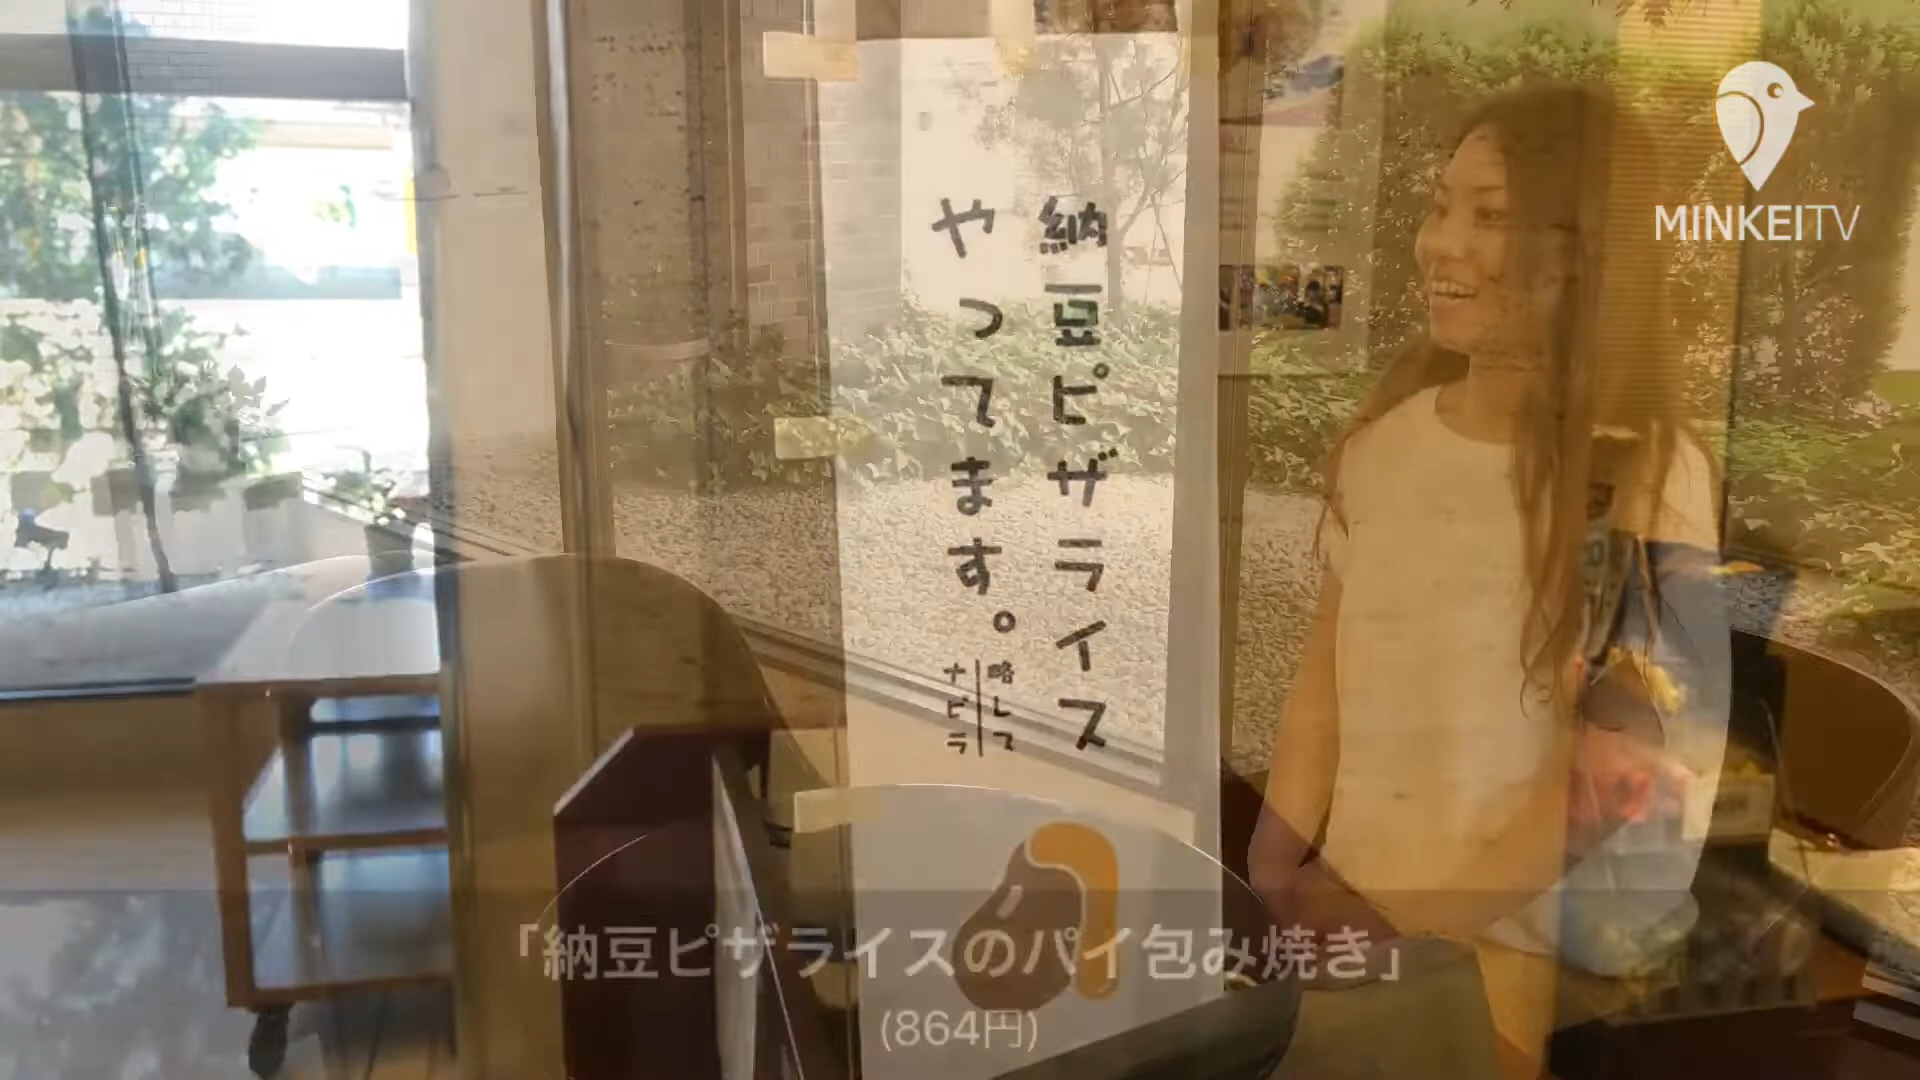 納豆ピザライス
やってます。
略して
ナピラ
MINKEITV
「納豆ピザライスのパイ包み焼き」
(864円)